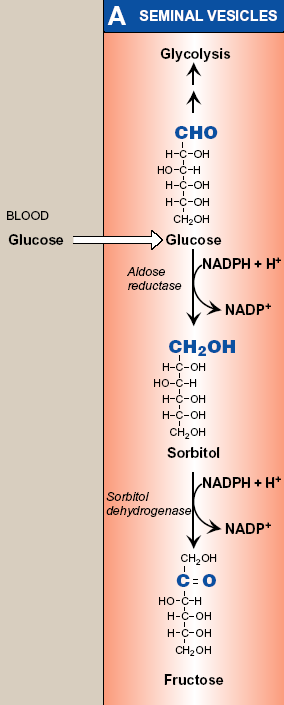 A SEMINAL VESICLES
Glycolysis
CHO
H-C-OH
HO-C-H
H-C-OH
H-C-OH
CH₂OH
BLOOD
Glucose
Glucose
Aldose
reductase
NADPH + H⁺
NADP⁺
CH₂OH
H-C-OH
HO-C-H
H-C-OH
H-C-OH
CH₂OH
Sorbitol
Sorbitol
dehydrogenase
NADPH + H⁺
NADP⁺
CH₂OH
C=O
HO-C-H
H-C-OH
H-C-OH
CH₂OH
Fructose